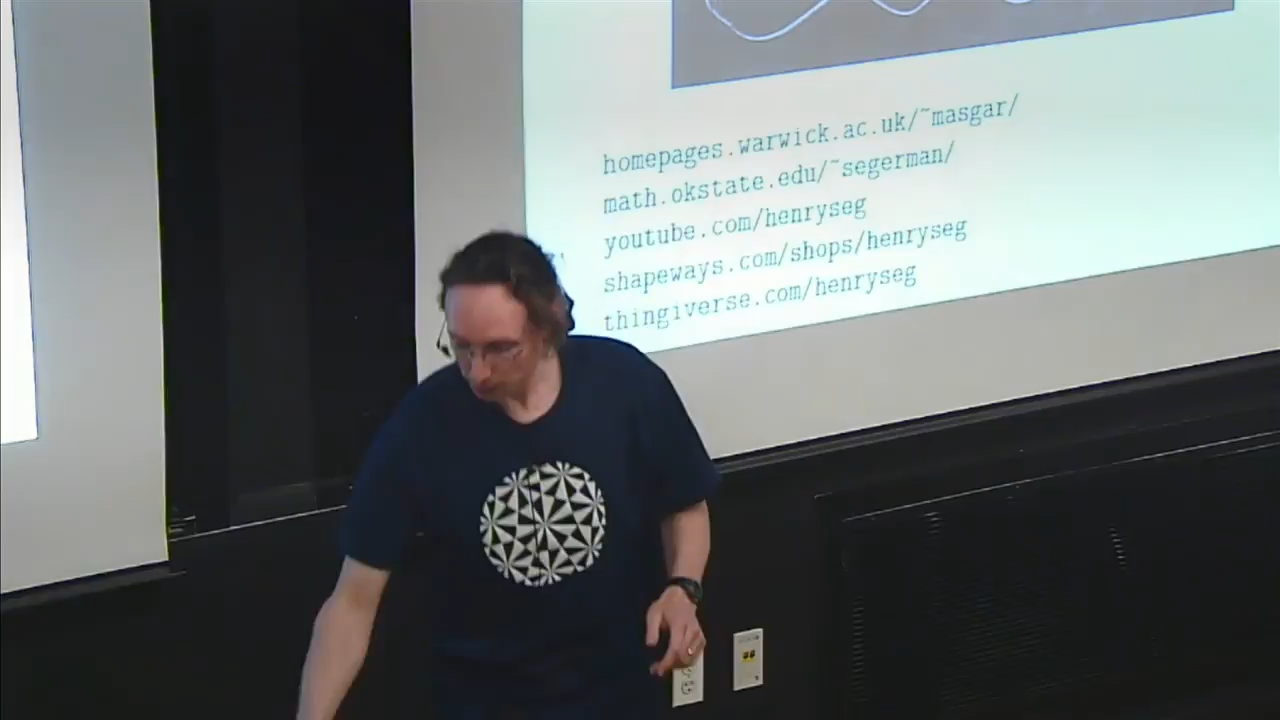 homepages.warwick.ac.uk/~masgar/
math.okstate.edu/~segerman/
youtube.com/henryseg
shapeways.com/shops/henryseg
thingiverse.com/henryseg